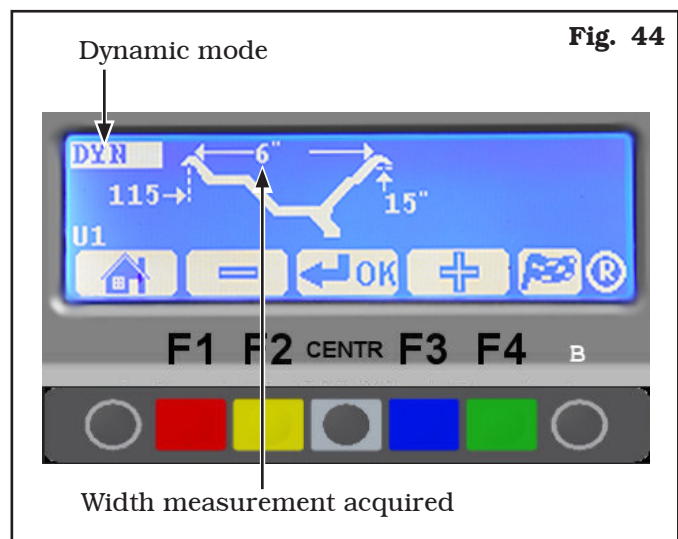 Fig. 44
Dynamic mode
DYN
6"
115
15"
U1
OK
®
F1 F2 CENTR F3 F4 B
Width measurement acquired